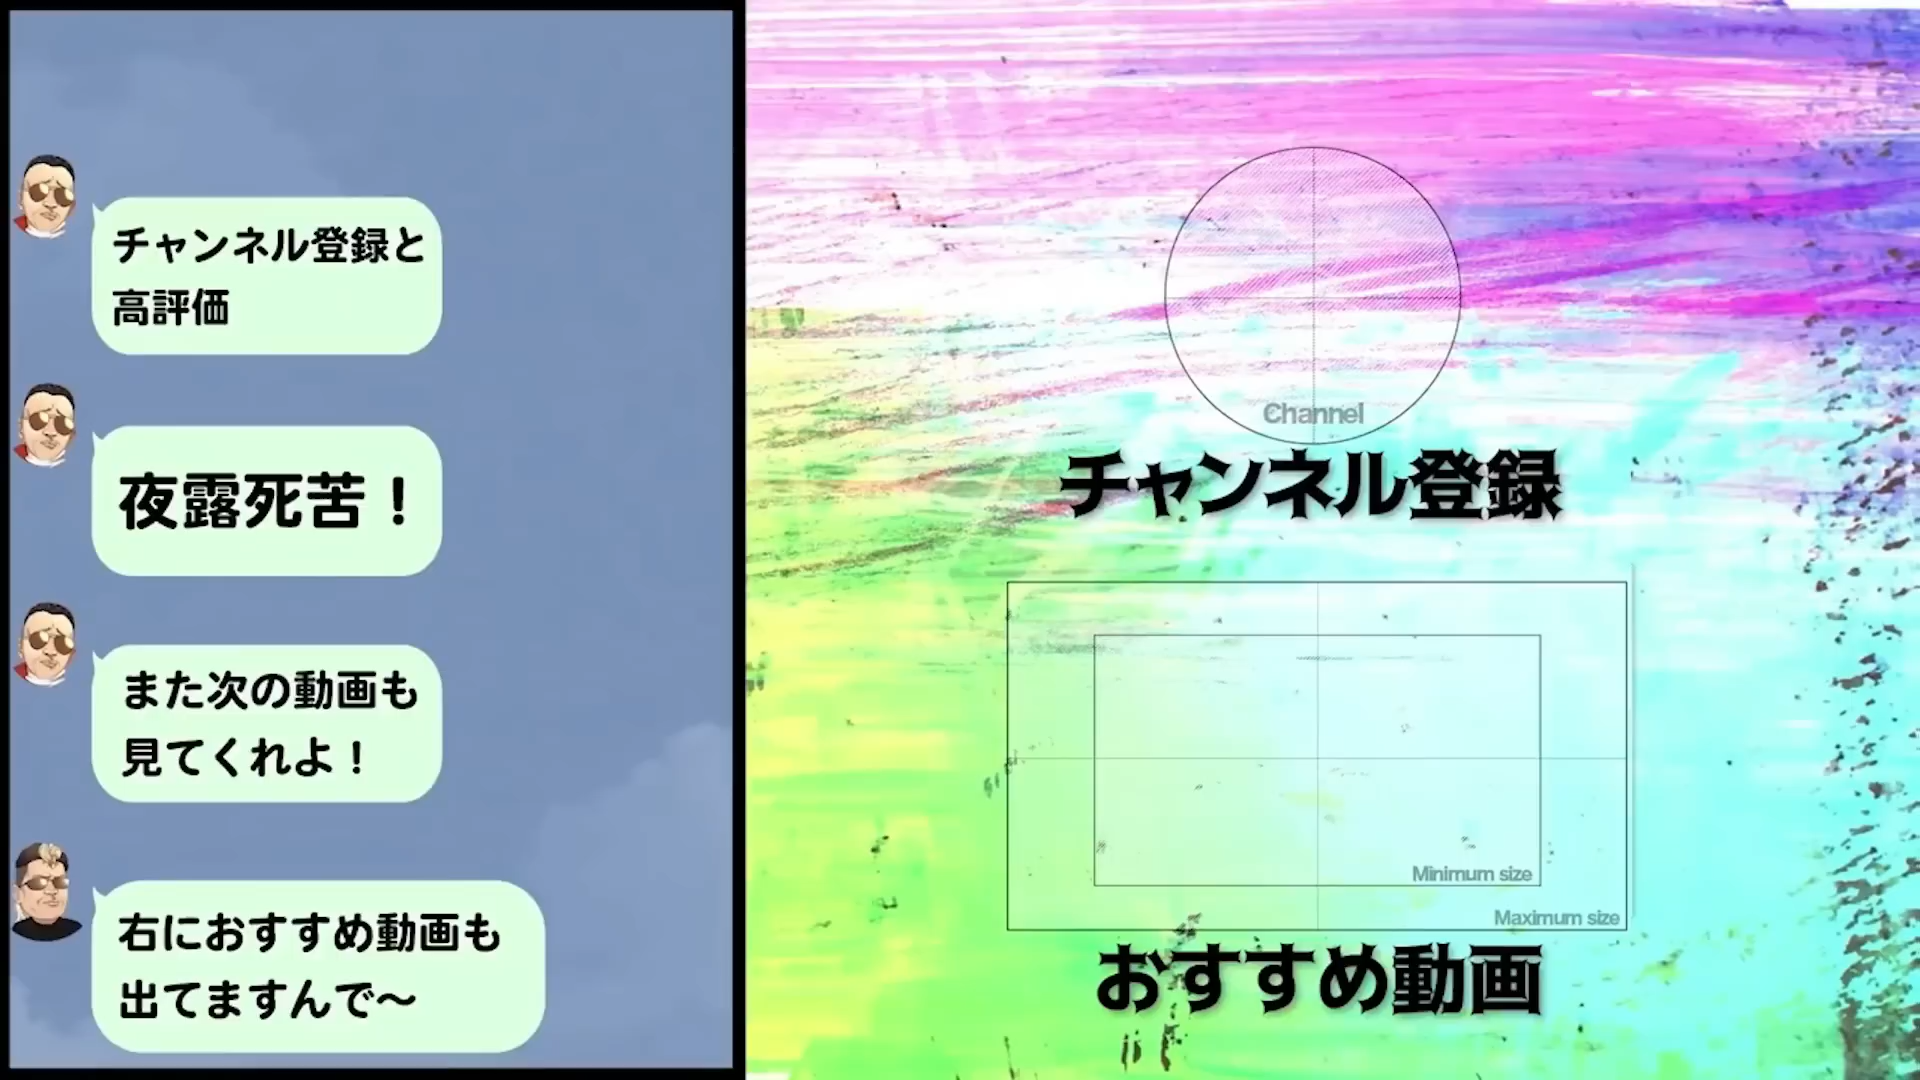 チャンネル登録と
高評価
夜露死苦！
また次の動画も
見てくれよ！
右におすすめ動画も
出てますんで～
Channel
チャンネル登録
Minimum size
Maximum size
おすすめ動画